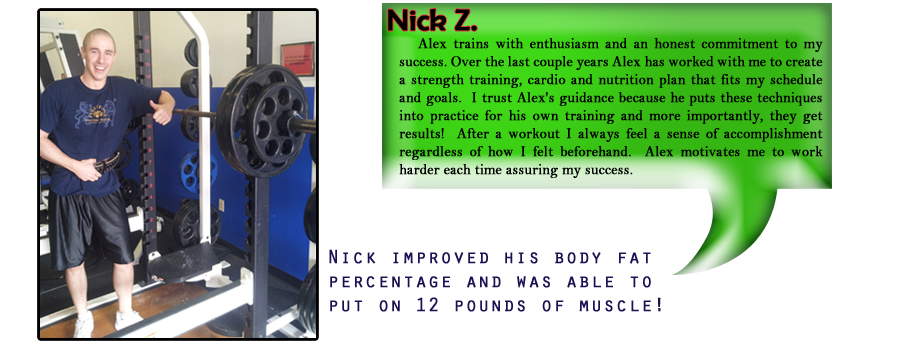 Nick Z.
Alex trains with enthusiasm and an honest commitment to my
success. Over the last couple years Alex has worked with me to create
a strength training, cardio and nutrition plan that fits my schedule
and goals.  I trust Alex's guidance because he puts these techniques
into practice for his own training and more importantly, they get
results!  After a workout I always feel a sense of accomplishment
regardless of how I felt beforehand.  Alex motivates me to work
harder each time assuring my success.
Nick improved his body fat
percentage and was able to
put on 12 pounds of muscle!